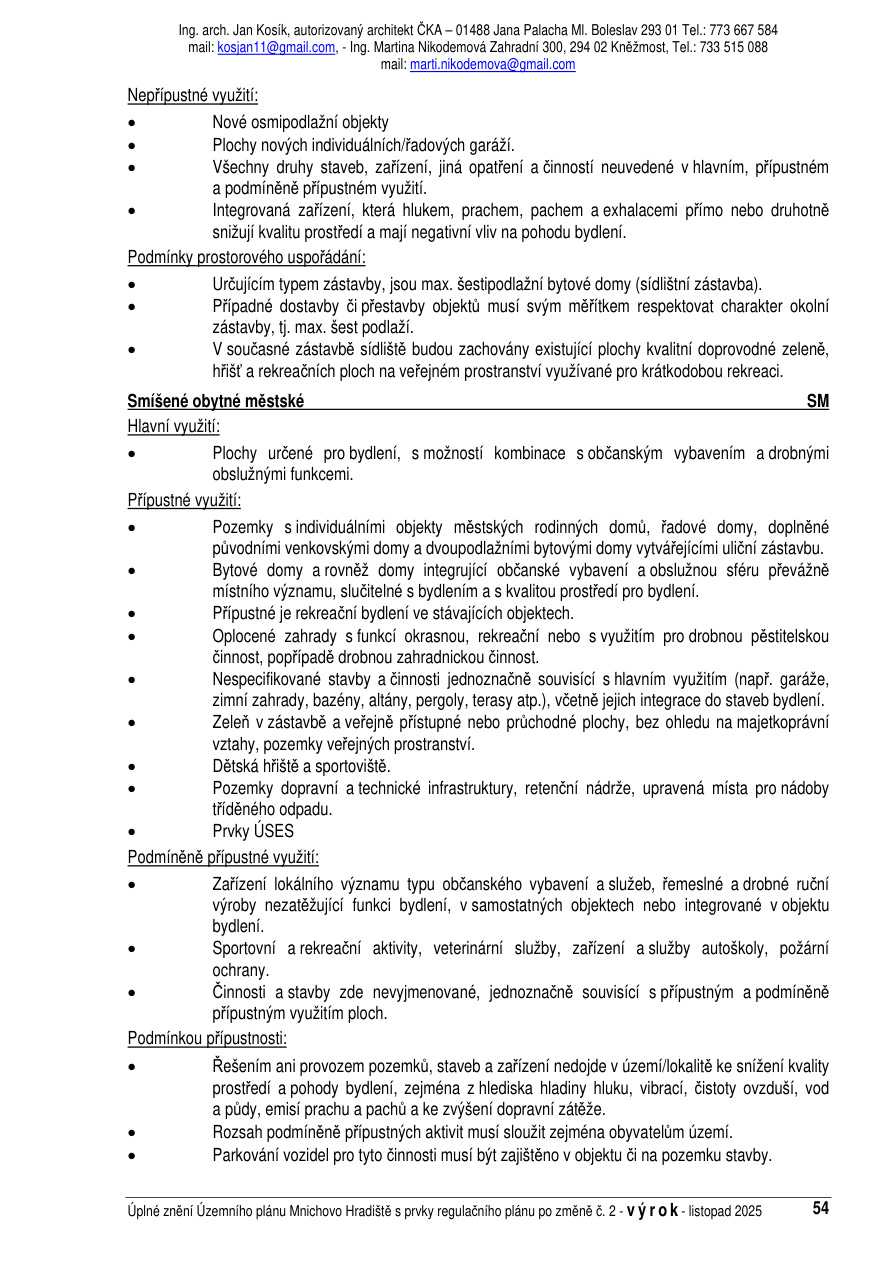 Ing. arch. Jan Kosík, autorizovaný architekt ČKA – 01488 Jana Palacha Ml. Boleslav 293 01 Tel.: 773 667 584
mail: kosjan11@gmail.com, - Ing. Martina Nikodemová Zahradní 300, 294 02 Kněžmost, Tel.: 733 515 088
mail: marti.nikodemova@gmail.com
Nepřípustné využití:
• Nové osmipodlažní objekty
• Plochy nových individuálních/řadových garáží.
• Všechny druhy staveb, zařízení, jiná opatření a činností neuvedené v hlavním, přípustném
a podmíněně přípustném využití.
• Integrovaná zařízení, která hlukem, prachem, pachem a exhalacemi přímo nebo druhotně
snižují kvalitu prostředí a mají negativní vliv na pohodu bydlení.
Podmínky prostorového uspořádání:
• Určujícím typem zástavby, jsou max. šestipodlažní bytové domy (sídlištní zástavba).
• Případné dostavby či přestavby objektů musí svým měřítkem respektovat charakter okolní
zástavby, tj. max. šest podlaží.
• V současné zástavbě sídliště budou zachovány existující plochy kvalitní doprovodné zeleně,
hřišť a rekreačních ploch na veřejném prostranství využívané pro krátkodobou rekreaci.
Smíšené obytné městské SM
Hlavní využití:
• Plochy určené pro bydlení, s možností kombinace s občanským vybavením a drobnými
obslužnými funkcemi.
Přípustné využití:
• Pozemky s individuálními objekty městských rodinných domů, řadové domy, doplněné
původními venkovskými domy a dvoupodlažními bytovými domy vytvářejícími uliční zástavbu.
• Bytové domy a rovněž domy integrující občanské vybavení a obslužnou sféru převážně
místního významu, slučitelné s bydlením a s kvalitou prostředí pro bydlení.
• Přípustné je rekreační bydlení ve stávajících objektech.
• Oplocené zahrady s funkcí okrasnou, rekreační nebo s využitím pro drobnou pěstitelskou
činnost, popřípadě drobnou zahradnickou činnost.
• Nespecifikované stavby a činnosti jednoznačně souvisící s hlavním využitím (např. garáže,
zimní zahrady, bazény, altány, pergoly, terasy atp.), včetně jejich integrace do staveb bydlení.
• Zeleň v zástavbě a veřejně přístupné nebo průchodné plochy, bez ohledu na majetkoprávní
vztahy, pozemky veřejných prostranství.
• Dětská hřiště a sportoviště.
• Pozemky dopravní a technické infrastruktury, retenční nádrže, upravená místa pro nádoby
tříděného odpadu.
• Prvky ÚSES
Podmíněně přípustné využití:
• Zařízení lokálního významu typu občanského vybavení a služeb, řemeslné a drobné ruční
výroby nezatěžující funkci bydlení, v samostatných objektech nebo integrované v objektu
bydlení.
• Sportovní a rekreační aktivity, veterinární služby, zařízení a služby autoškoly, požární
ochrany.
• Činnosti a stavby zde nevyjmenované, jednoznačně souvisící s přípustným a podmíněně
přípustným využitím ploch.
Podmínkou přípustnosti:
• Řešením ani provozem pozemků, staveb a zařízení nedojde v území/lokalitě ke snížení kvality
prostředí a pohody bydlení, zejména z hlediska hladiny hluku, vibrací, čistoty ovzduší, vod
a půdy, emisí prachu a pachů a ke zvýšení dopravní zátěže.
• Rozsah podmíněně přípustných aktivit musí sloužit zejména obyvatelům území.
• Parkování vozidel pro tyto činnosti musí být zajištěno v objektu či na pozemku stavby.
Úplné znění Územního plánu Mnichovo Hradiště s prvky regulačního plánu po změně č. 2 - v ý r o k - listopad 2025 54